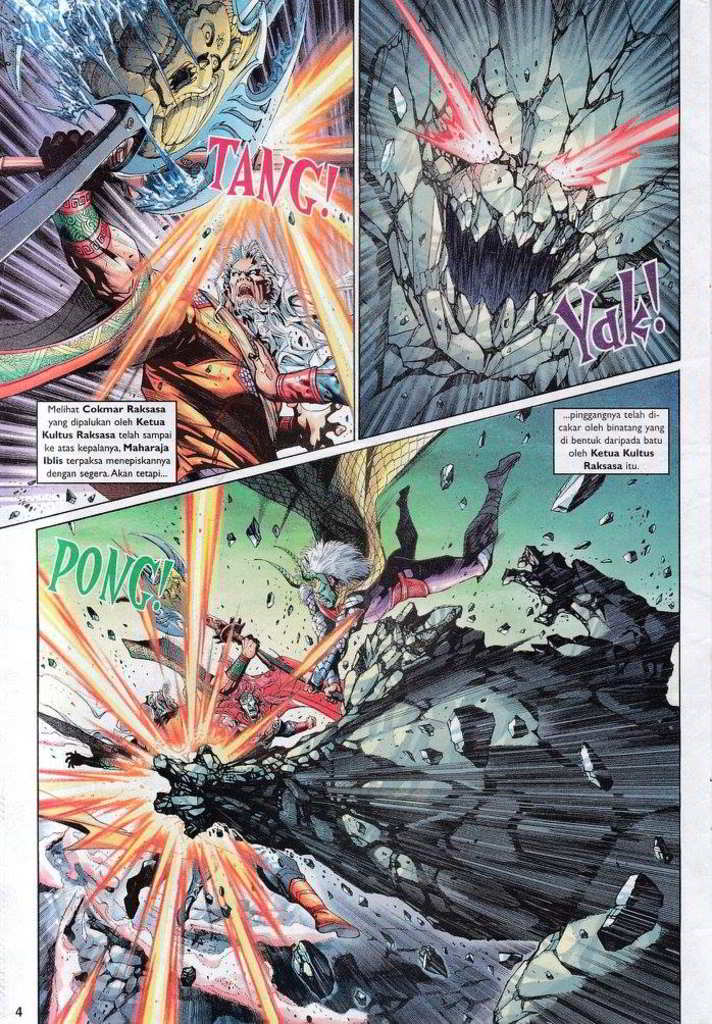 TANG!
Yak!
Melihat Cokmar Raksasa
yang dipalukan oleh Ketua
Kultus Raksasa telah sampai
ke atas kepalanya, Maharaja
Iblis terpaksa menepiskannya
dengan segera. Akan tetapi...
...pinggangnya telah di-
cakar oleh binatang yang
di bentuk daripada batu
oleh Ketua Kultus
Raksasa itu.
PONG!
4